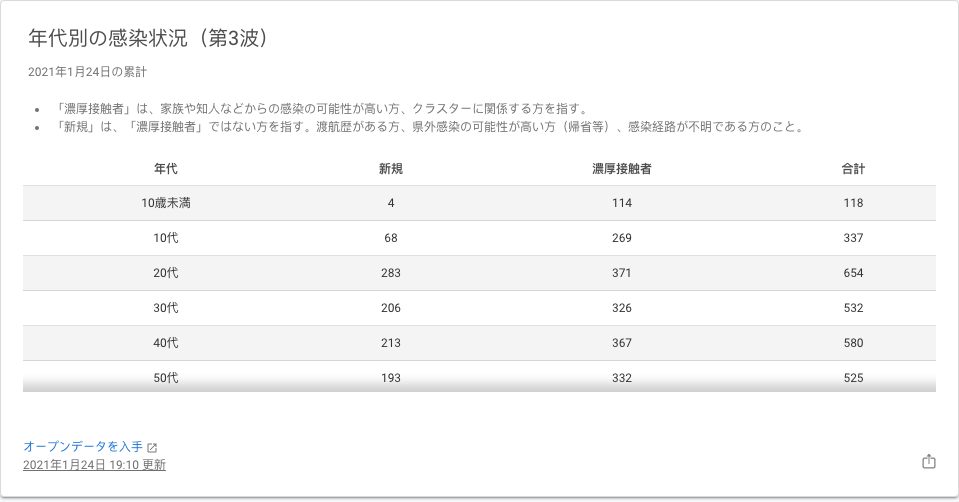 年代別の感染状況（第3波）
2021年1月24日の累計
• 「濃厚接触者」は、家族や知人などからの感染の可能性が高い方、クラスターに関係する方を指す。
• 「新規」は、「濃厚接触者」ではない方を指す。渡航歴がある方、県外感染の可能性が高い方（帰省等）、感染経路が不明である方のこと。
年代 新規 濃厚接触者 合計
10歳未満 4 114 118
10代 68 269 337
20代 283 371 654
30代 206 326 532
40代 213 367 580
50代 193 332 525
オープンデータを入手
2021年1月24日 19:10 更新